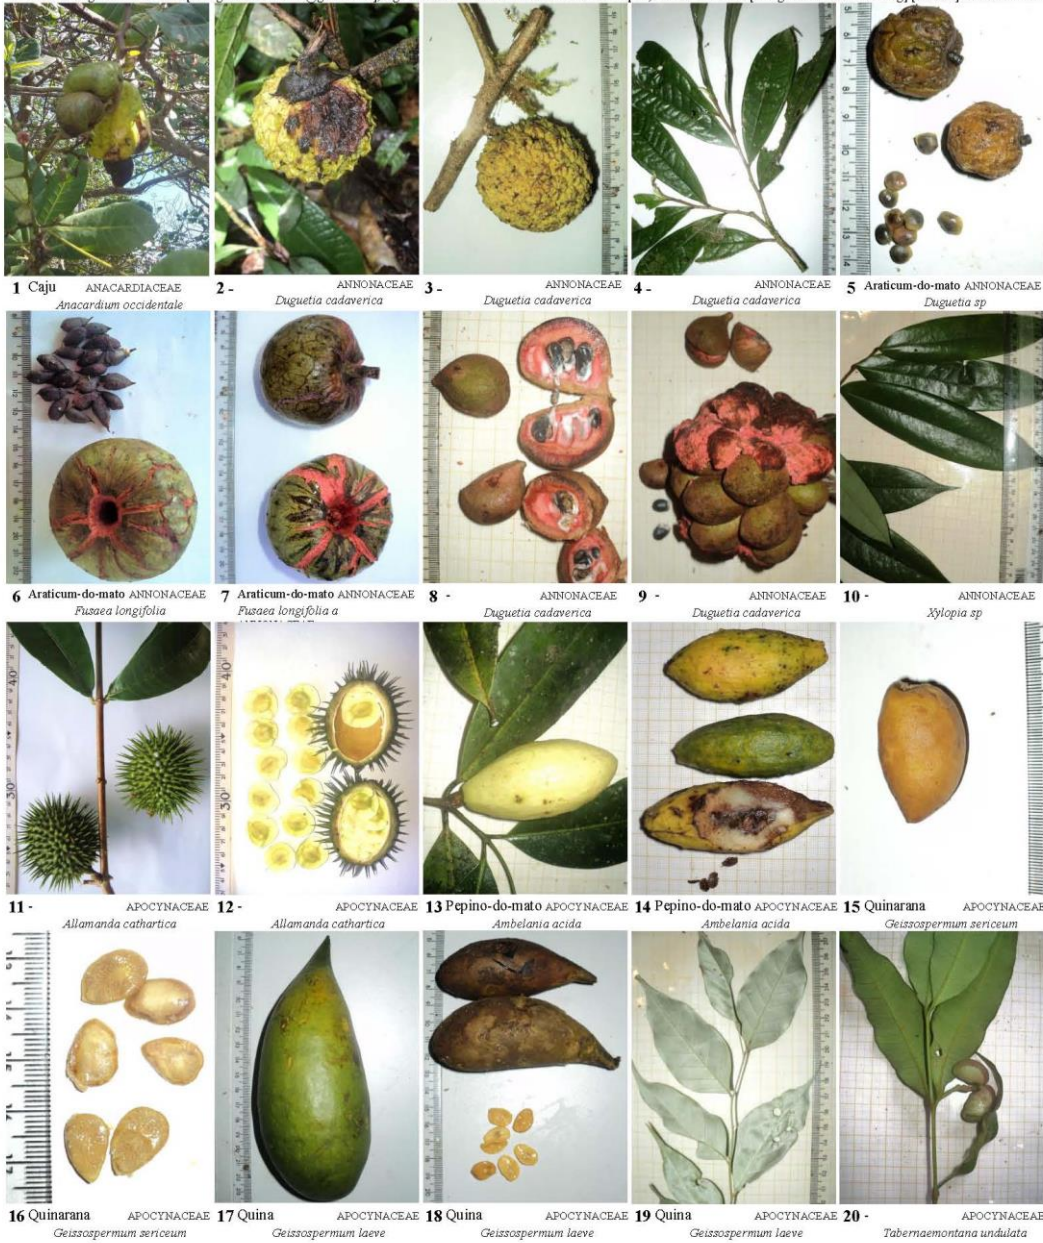 1 Caju ANACARDIACEAE
Anacardium occidentale
2 - ANNONACEAE
Duguetia cadaverica
3 - ANNONACEAE
Duguetia cadaverica
4 - ANNONACEAE
Duguetia cadaverica
5 Araticum-do-mato ANNONACEAE
Duguetia sp
6 Araticum-do-mato ANNONACEAE
Fusaea longifolia
7 Araticum-do-mato ANNONACEAE
Fusaea longifolia a
8 - ANNONACEAE
Duguetia cadaverica
9 - ANNONACEAE
Duguetia cadaverica
10 - ANNONACEAE
Xylopia sp
11 - APOCYNACEAE
Allamanda cathartica
12 - APOCYNACEAE
Allamanda cathartica
13 Pepino-do-mato APOCYNACEAE
Ambelania acida
14 Pepino-do-mato APOCYNACEAE
Ambelania acida
15 Quinarana APOCYNACEAE
Geissospermum sericeum
16 Quinarana APOCYNACEAE
Geissospermum sericeum
17 Quina APOCYNACEAE
Geissospermum laeve
18 Quina APOCYNACEAE
Geissospermum laeve
19 Quina APOCYNACEAE
Geissospermum laeve
20 - APOCYNACEAE
Tabernaemontana undulata